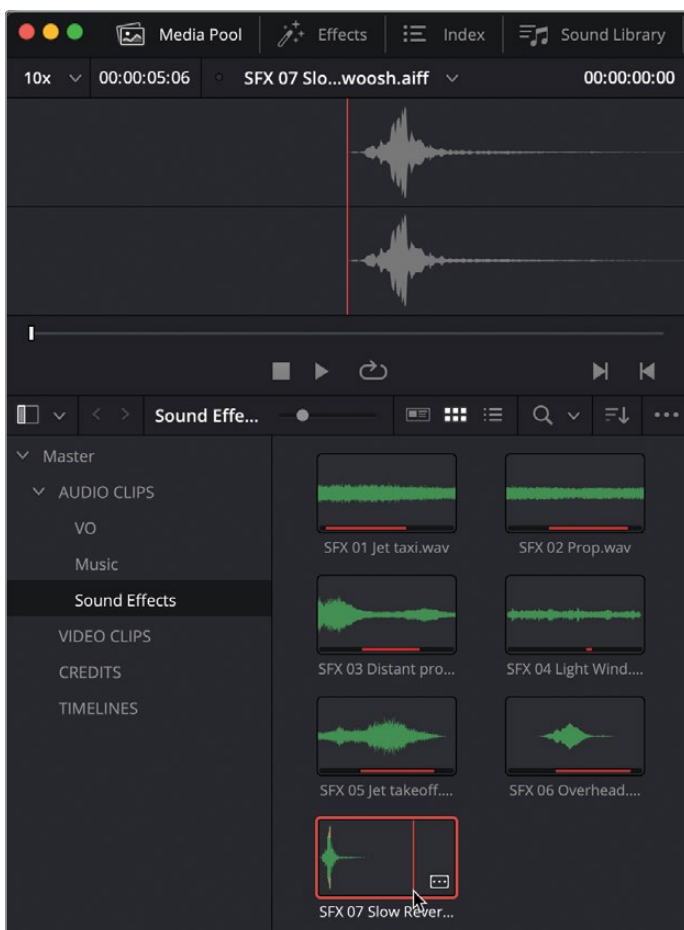 Media Pool Effects Index Sound Library
10x 00:00:05:06 SFX 07 Slo...woosh.aiff 00:00:00:00
Sound Effe...
Master
AUDIO CLIPS
VO
Music
Sound Effects
VIDEO CLIPS
CREDITS
TIMELINES
SFX 01 Jet taxi.wav SFX 02 Prop.wav
SFX 03 Distant pro... SFX 04 Light Wind....
SFX 05 Jet takeoff.... SFX 06 Overhead....
SFX 07 Slow Rever...